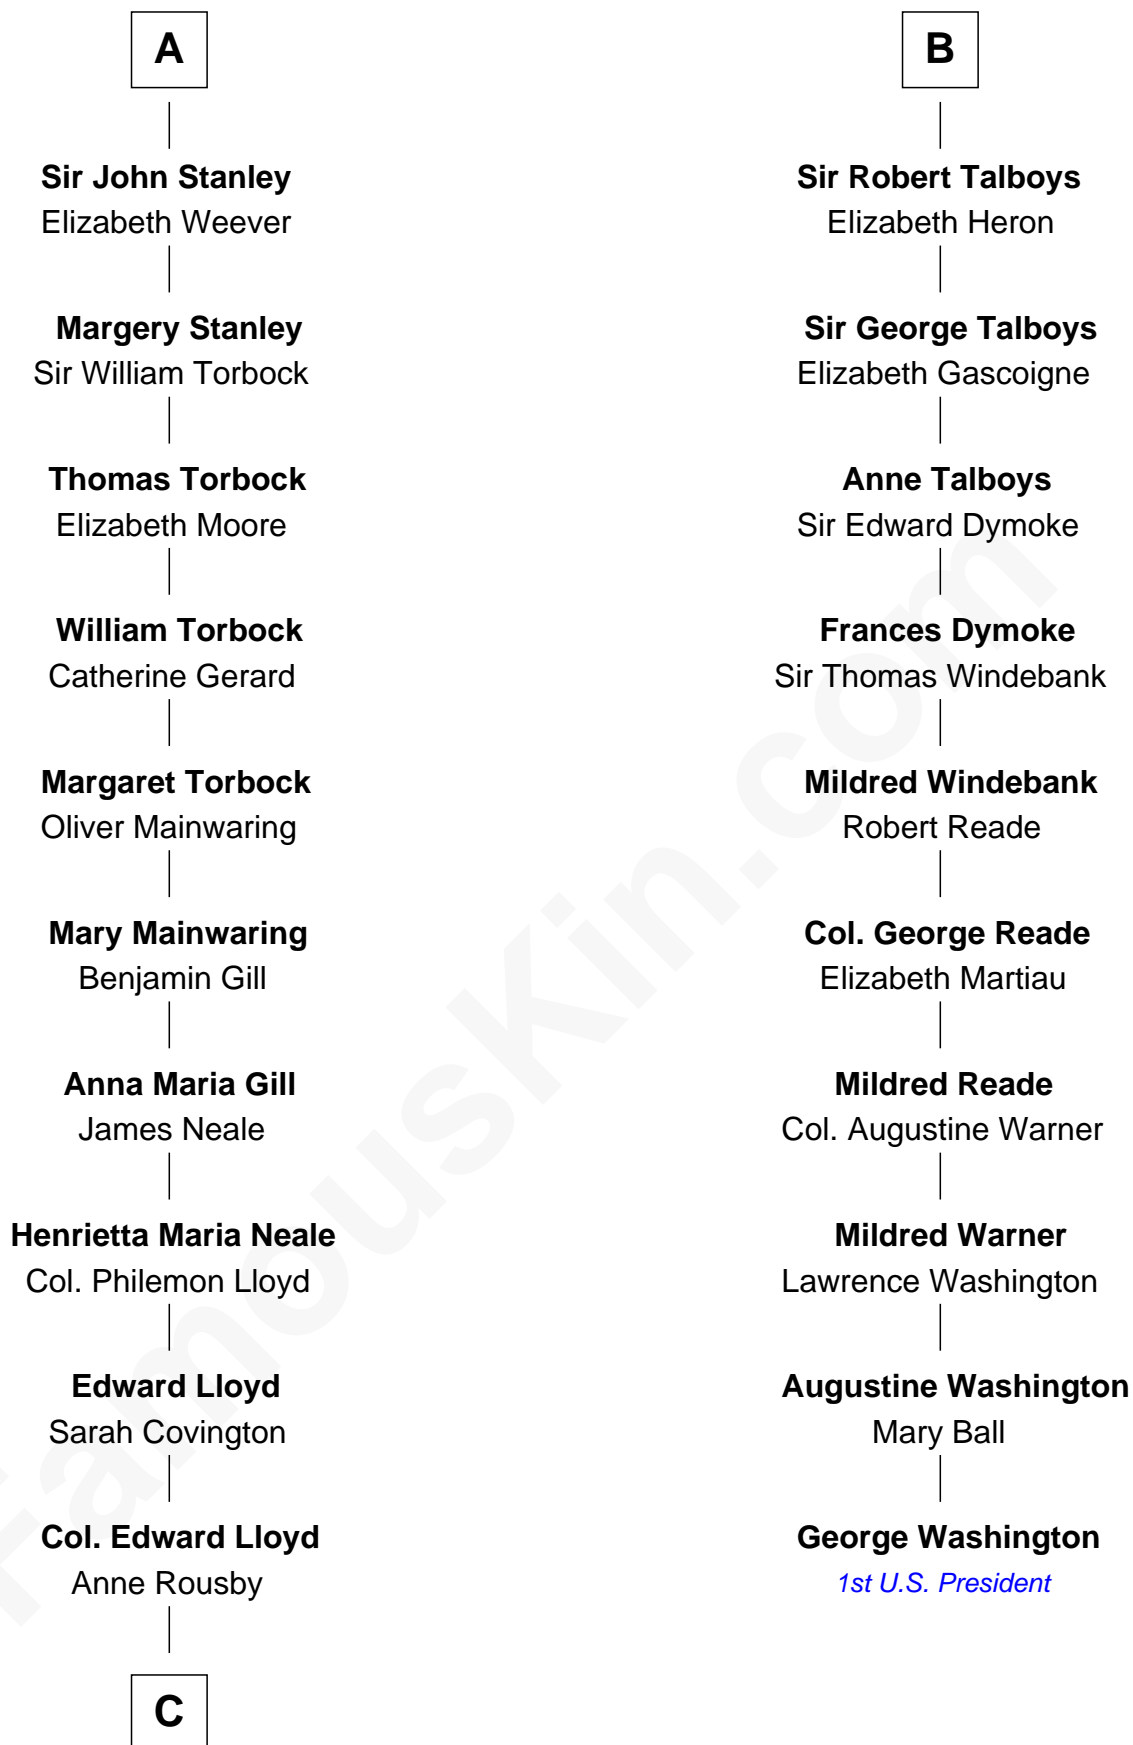 A
Sir John Stanley
Elizabeth Weever
Margery Stanley
Sir William Torbock
Thomas Torbock
Elizabeth Moore
William Torbock
Catherine Gerard
Margaret Torbock
Oliver Mainwaring
Mary Mainwaring
Benjamin Gill
Anna Maria Gill
James Neale
Henrietta Maria Neale
Col. Philemon Lloyd
Edward Lloyd
Sarah Covington
Col. Edward Lloyd
Anne Rousby
C
B
Sir Robert Talboys
Elizabeth Heron
Sir George Talboys
Elizabeth Gascoigne
Anne Talboys
Sir Edward Dymoke
Frances Dymoke
Sir Thomas Windebank
Mildred Windebank
Robert Reade
Col. George Reade
Elizabeth Martiau
Mildred Reade
Col. Augustine Warner
Mildred Warner
Lawrence Washington
Augustine Washington
Mary Ball
George Washington
1st U.S. President
FamousKin.com